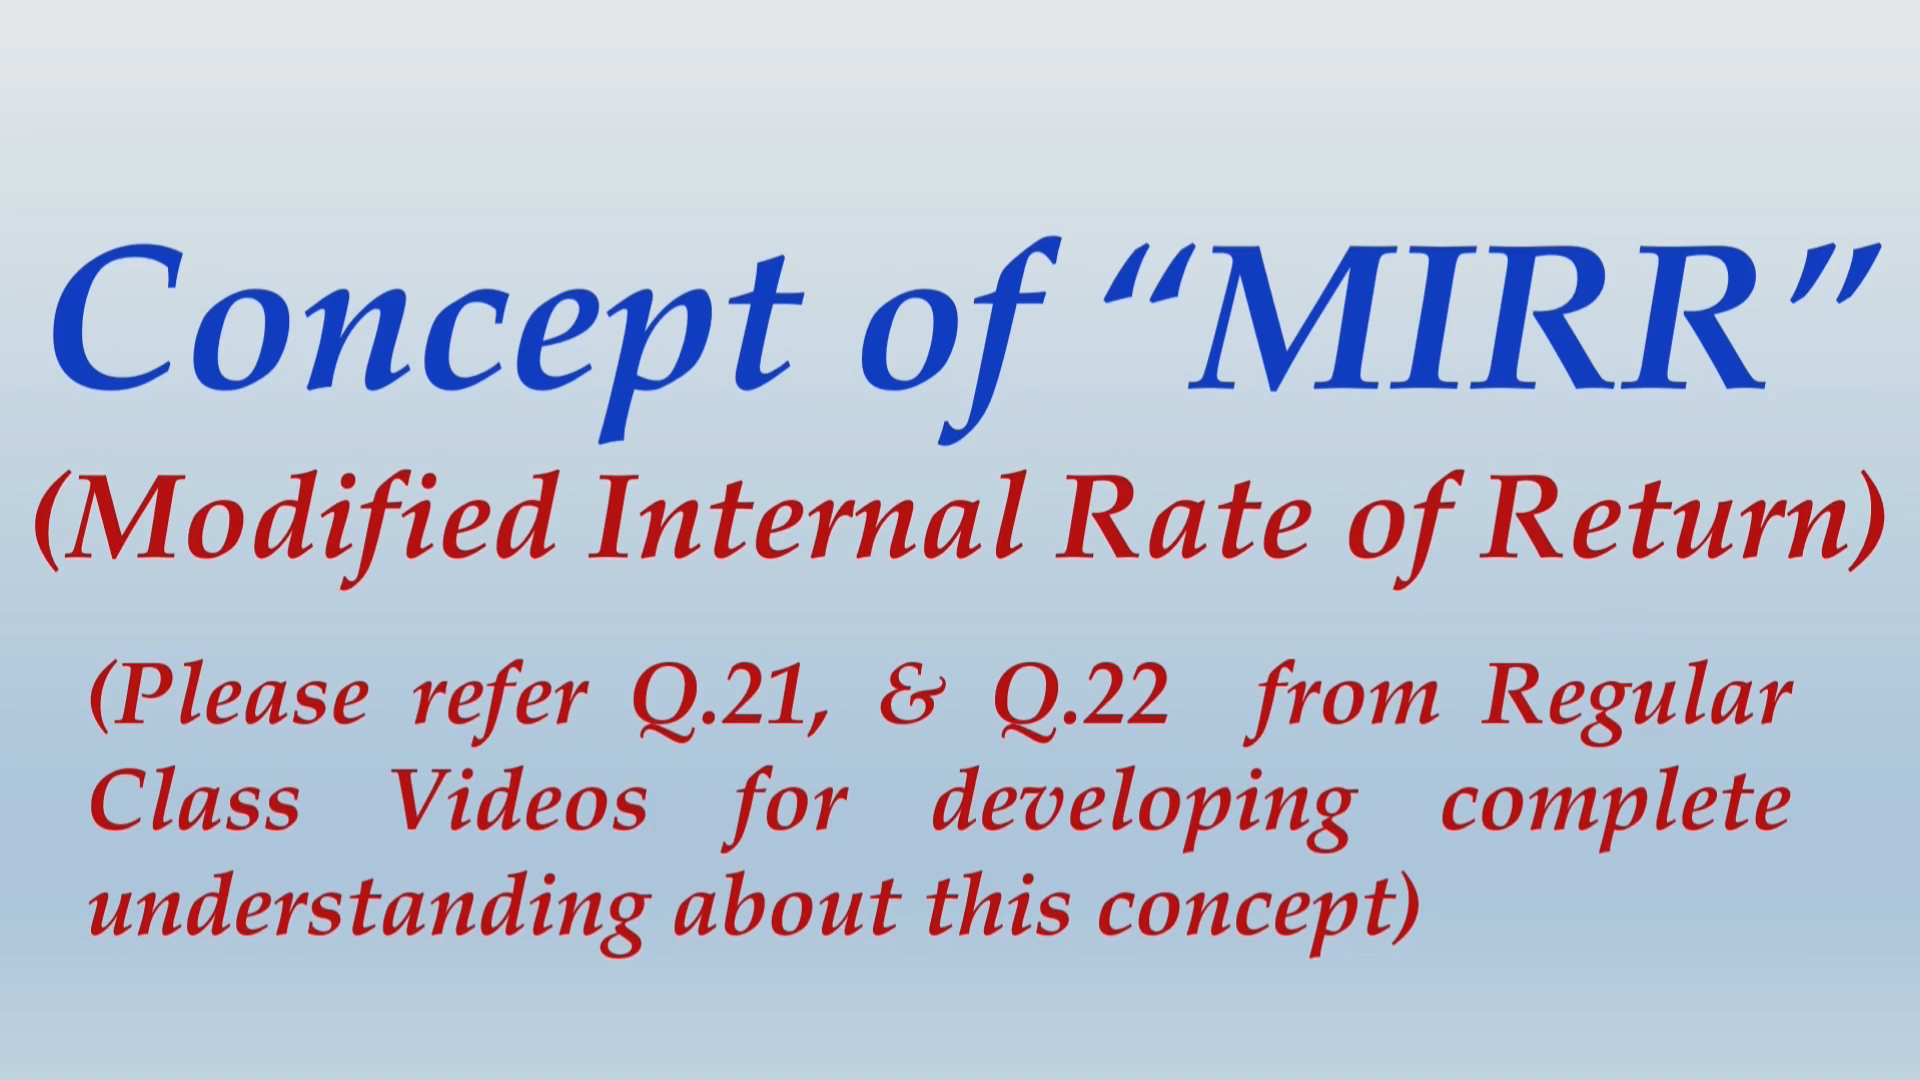 Concept of “MIRR”
(Modified Internal Rate of Return)
(Please refer Q.21, & Q.22 from Regular
Class Videos for developing complete
understanding about this concept)